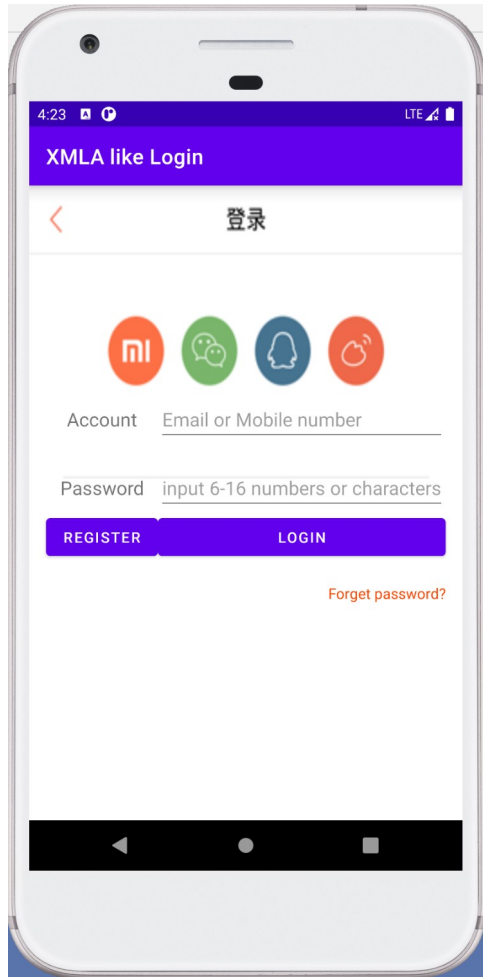 4:23 A LTE
XMLA like Login
登录
mi
Account Email or Mobile number
Password input 6-16 numbers or characters
REGISTER LOGIN
Forget password?